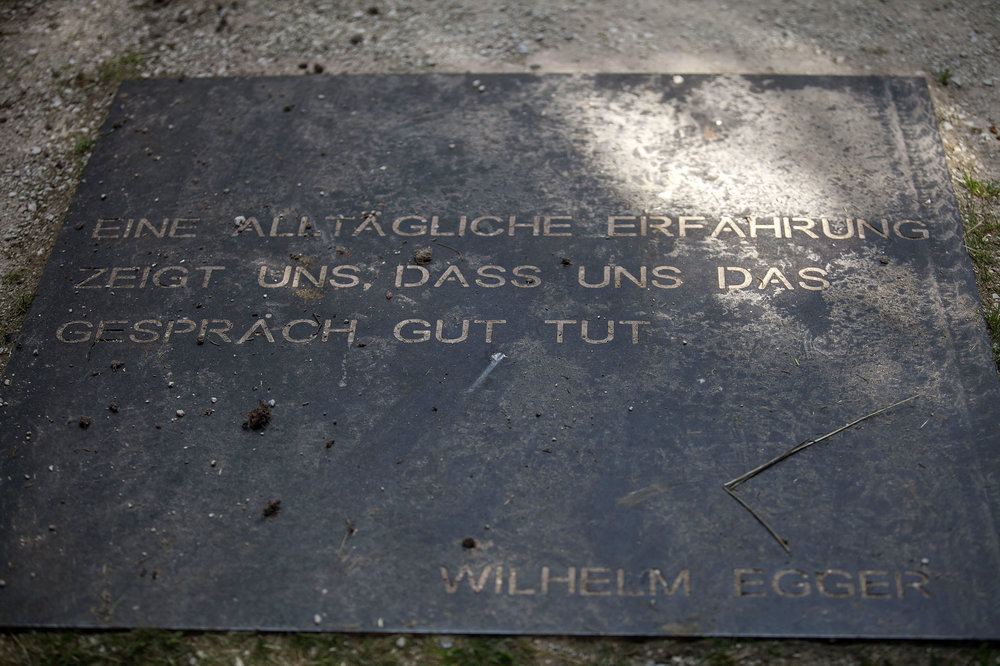 EINE ALLTÄGLICHE ERFAHRUNG
ZEIGT UNS, DASS UNS DAS
GESPRÄCH GUT TUT
WILHELM EGGER